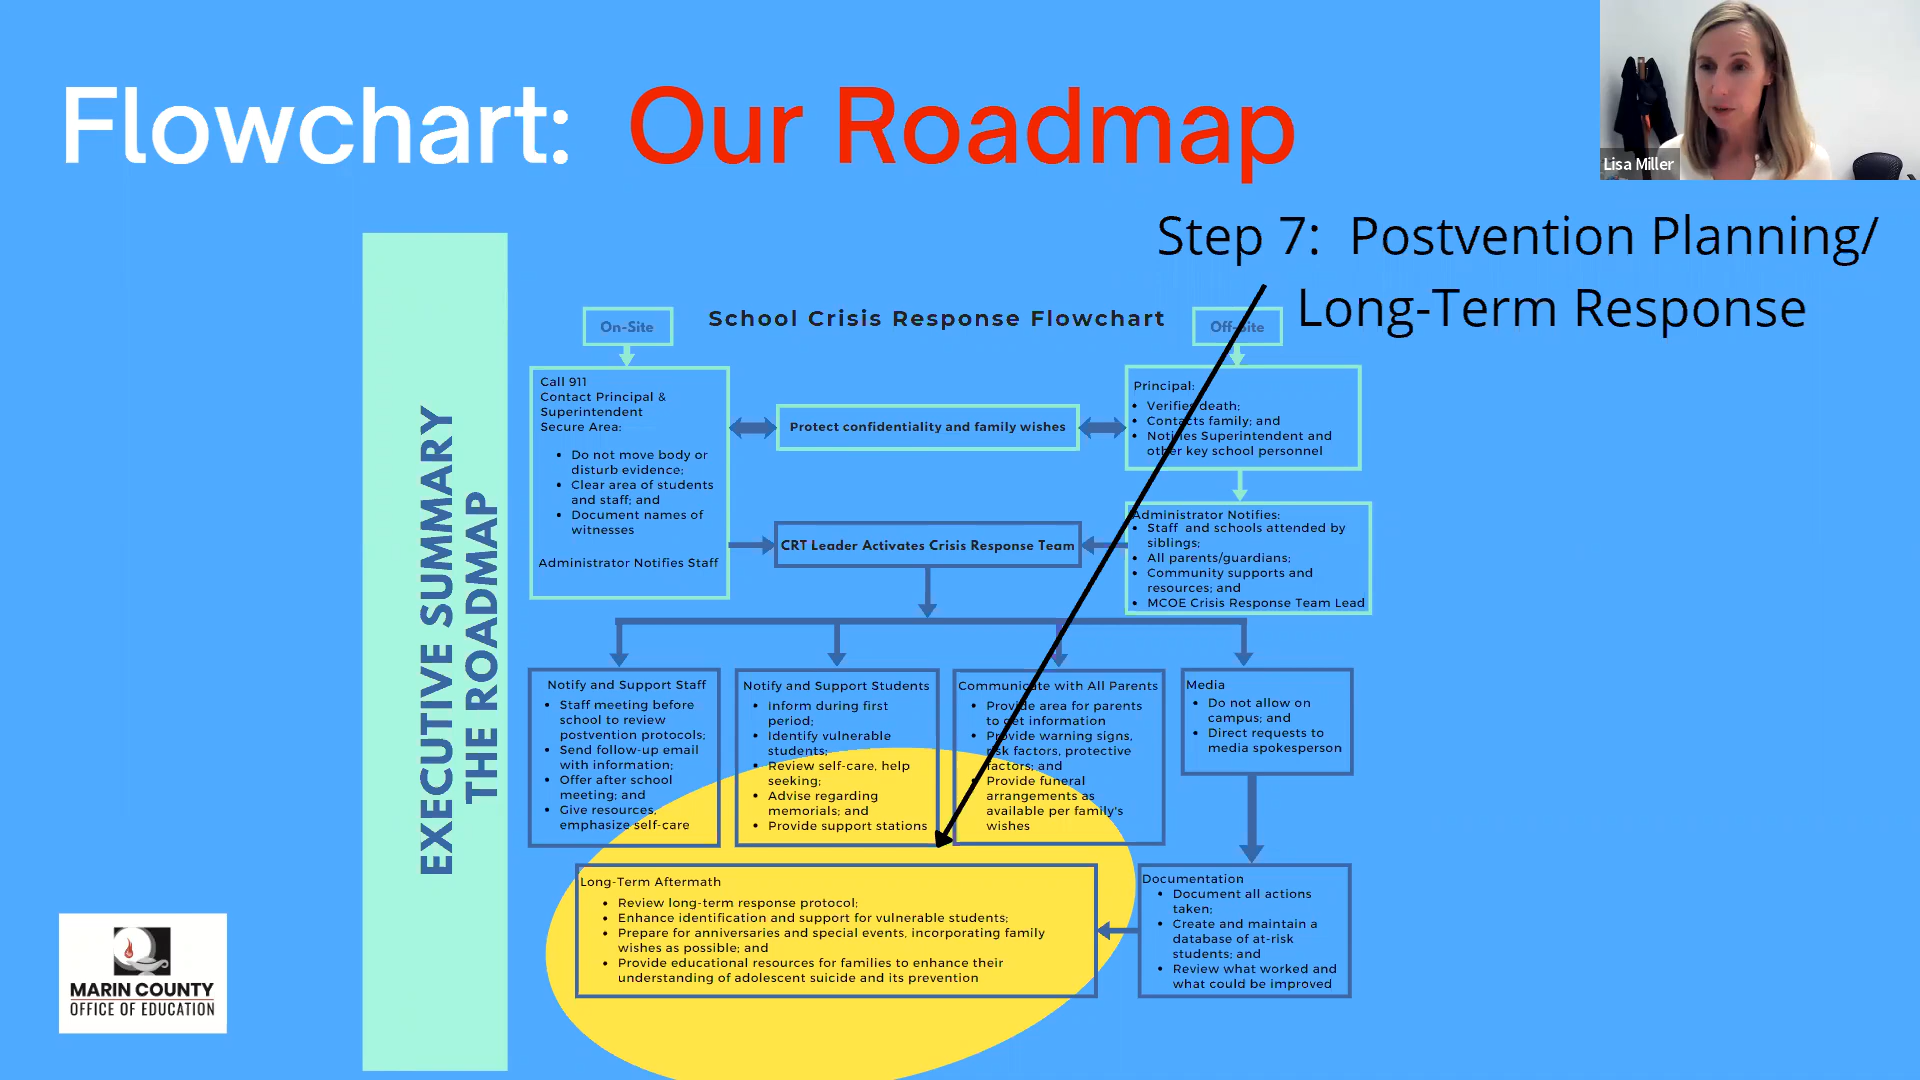 Flowchart: Our Roadmap
Lisa Miller
Step 7: Postvention Planning/
Long-Term Response
EXECUTIVE SUMMARY
THE ROADMAP
School Crisis Response Flowchart
On-Site
Off-Site
Call 911
Contact Principal &
Superintendent
Secure Area:
• Do not move body or
disturb evidence;
• Clear area of students
and staff; and
• Document names of
witnesses
Administrator Notifies Staff
Protect confidentiality and family wishes
Principal:
• Verifies death;
• Contacts family; and
• Notifies Superintendent and
other key school personnel
CRT Leader Activates Crisis Response Team
Administrator Notifies:
• Staff and schools attended by
siblings;
• All parents/guardians;
• Community supports and
resources; and
• MCOE Crisis Response Team Lead
Notify and Support Staff
• Staff meeting before
school to review
postvention protocols;
• Send follow-up email
with information;
• Offer after school
meeting; and
• Give resources,
emphasize self-care
Notify and Support Students
• Inform during first
period;
• Identify vulnerable
students;
• Review self-care, help
seeking;
• Advise regarding
memorials; and
• Provide support stations
Communicate with All Parents
• Provide area for parents
to get information
• Provide warning signs,
risk factors, protective
factors; and
• Provide funeral
arrangements as
available per family's
wishes
Media
• Do not allow on
campus; and
• Direct requests to
media spokesperson
Long-Term Aftermath
• Review long-term response protocol;
• Enhance identification and support for vulnerable students;
• Prepare for anniversaries and special events, incorporating family
wishes as possible; and
• Provide educational resources for families to enhance their
understanding of adolescent suicide and its prevention
Documentation
• Document all actions
taken;
• Create and maintain a
database of at-risk
students; and
• Review what worked and
what could be improved
MARIN COUNTY
OFFICE OF EDUCATION